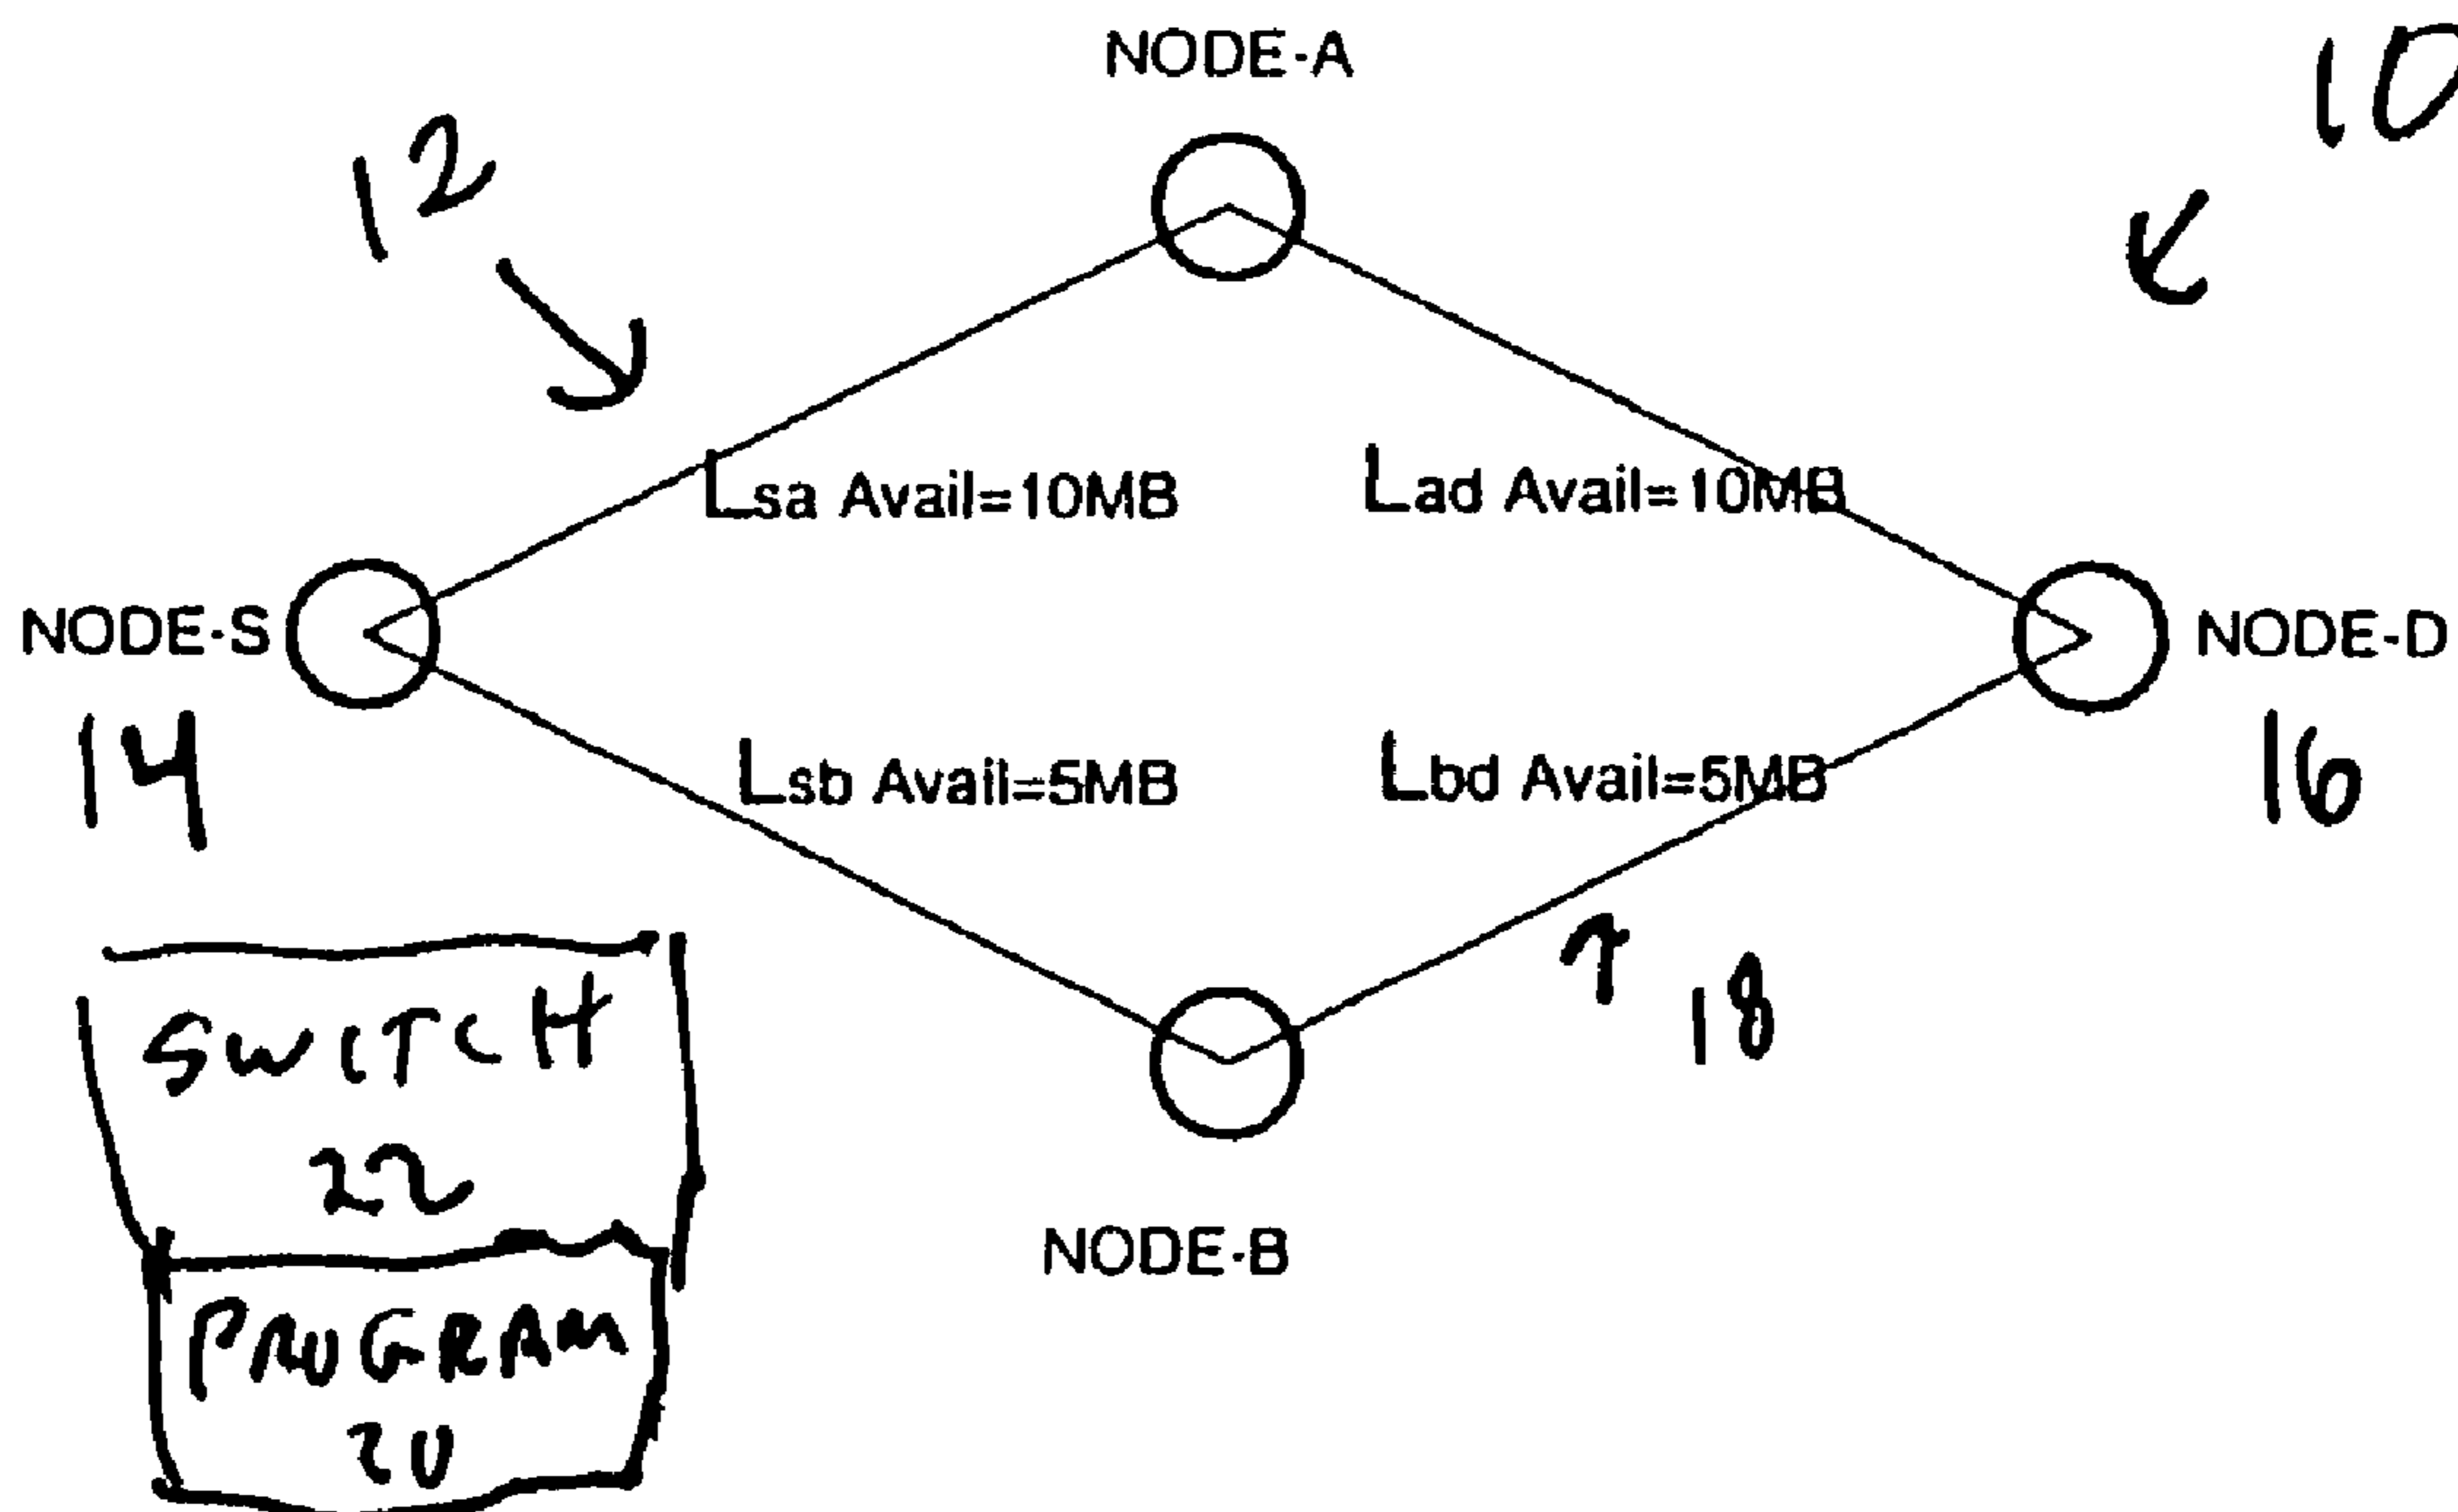 NODE-A
10
12
Lsa Avail=10MB
Lad Avail=10MB
NODE-S
NODE-D
14
16
Lsb Avail=5MB
Lbd Avail=5MB
18
SWITCH
22
NODE-B
PROGRAM
20